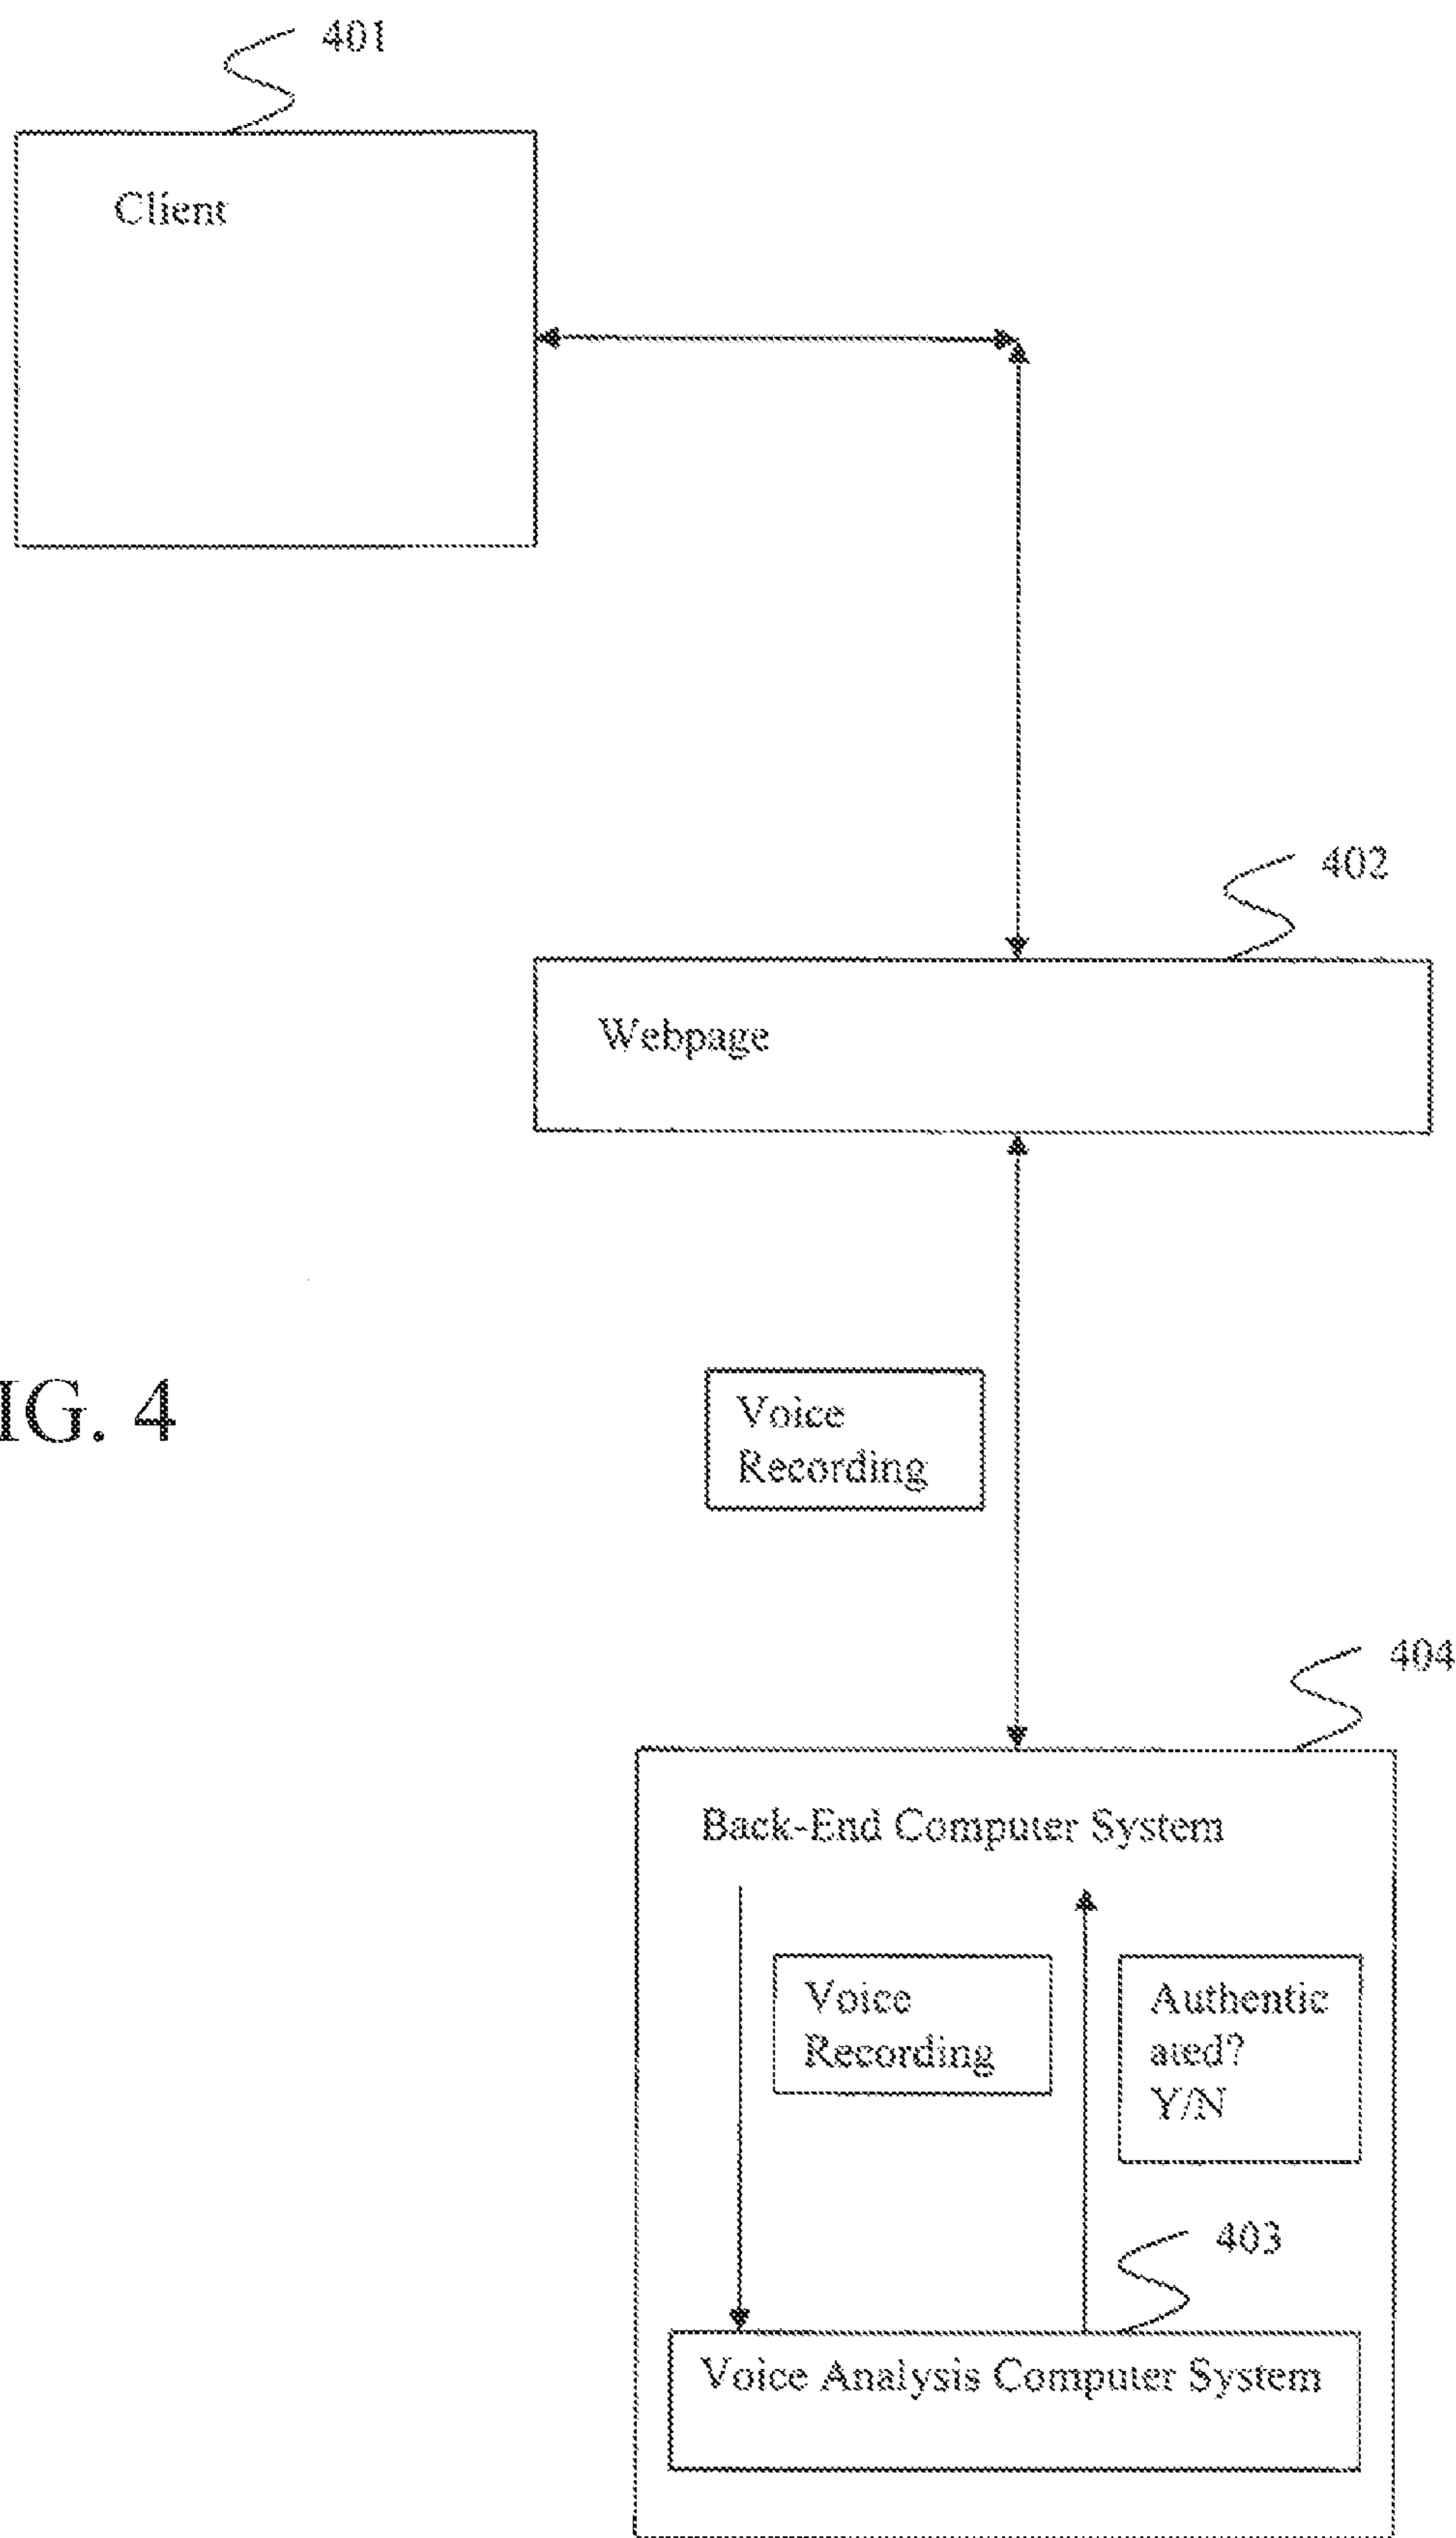 401
Client
402
Webpage
IG. 4
Voice
Recording
404
Back-End Computer System
Voice
Recording
Authentic
ated?
Y/N
403
Voice Analysis Computer System